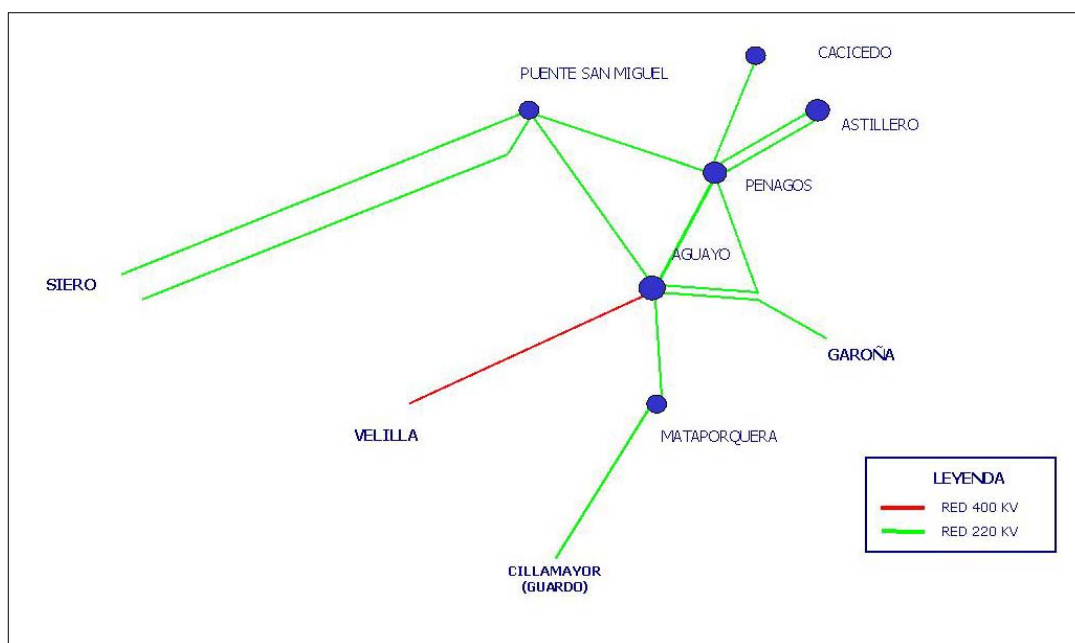 CACICEDO
PUENTE SAN MIGUEL
ASTILLERO
PENAGOS
AGUAYO
SIERO
GAROÑA
VELILLA
MATAPORQUERA
LEYENDA
RED 400 KV
RED 220 KV
CILLAMAYOR
(GUARDO)